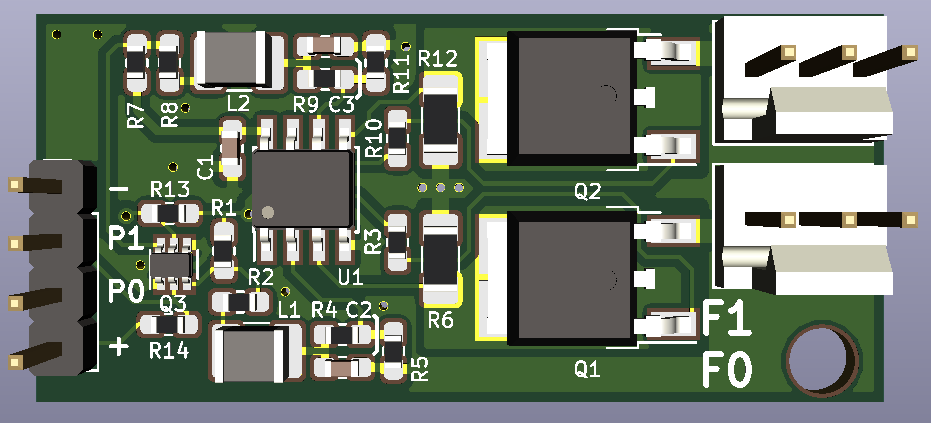 R12
R7
R8
L2
R9
C3
R11
R10
C1
R13
-
P1
R1
Q2
R3
P0
Q3
R2
U1
L1
R4
C2
R6
F1
+
R14
R5
Q1
F0